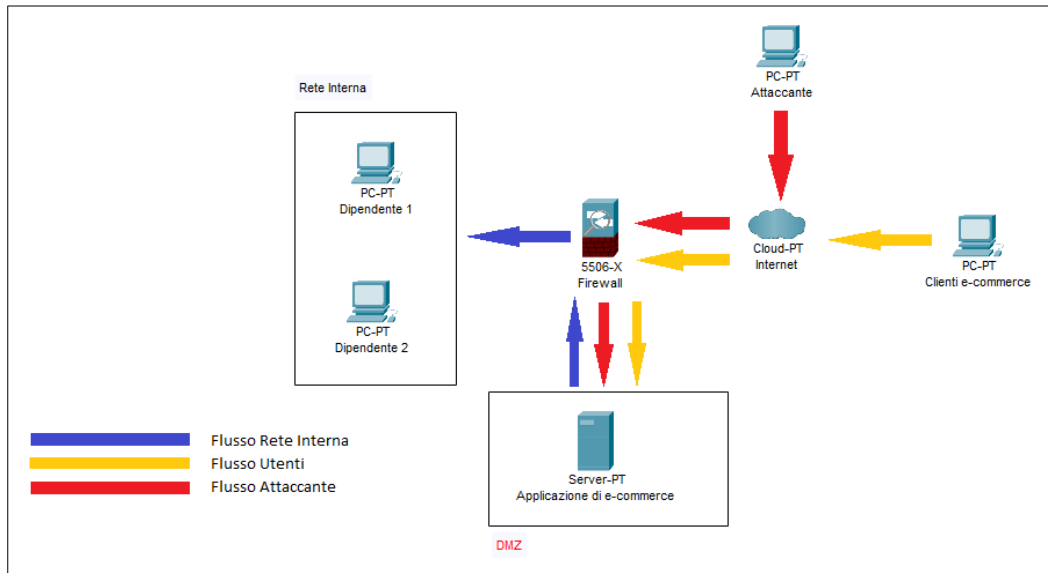 PC-PT
Attaccante
Rete Interna
PC-PT
Dipendente 1
Cloud-PT
Internet
PC-PT
Clienti e-commerce
5506-X
Firewall
PC-PT
Dipendente 2
Flusso Rete Interna
Flusso Utenti
Flusso Attaccante
Server-PT
Applicazione di e-commerce
DMZ